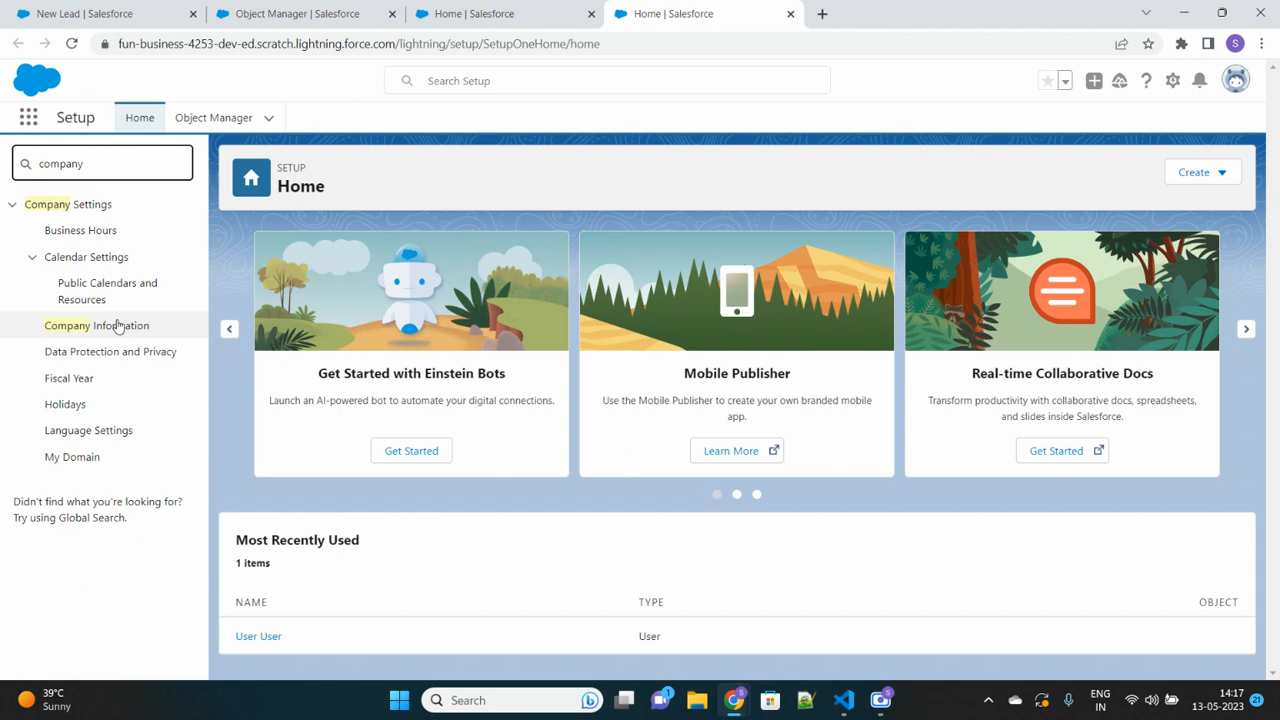 New Lead | Salesforce
Object Manager | Salesforce
Home | Salesforce
Home | Salesforce
fun-business-4253-dev-ed.scratch.lightning.force.com/lightning/setup/SetupOneHome/home
S
Search Setup
Setup
Home
Object Manager
company
Company Settings
Business Hours
Calendar Settings
Public Calendars and
Resources
Company Information
Data Protection and Privacy
Fiscal Year
Holidays
Language Settings
My Domain
Didn't find what you're looking for?
Try using Global Search.
SETUP
Home
Create
Get Started with Einstein Bots
Launch an AI-powered bot to automate your digital connections.
Get Started
Mobile Publisher
Use the Mobile Publisher to create your own branded mobile
app.
Learn More
Real-time Collaborative Docs
Transform productivity with collaborative docs, spreadsheets,
and slides inside Salesforce.
Get Started
Most Recently Used
1 items
NAME
TYPE
OBJECT
User User
User
39°C
Sunny
Search
1
S
S
ENG
IN
14:17
13-05-2023
21